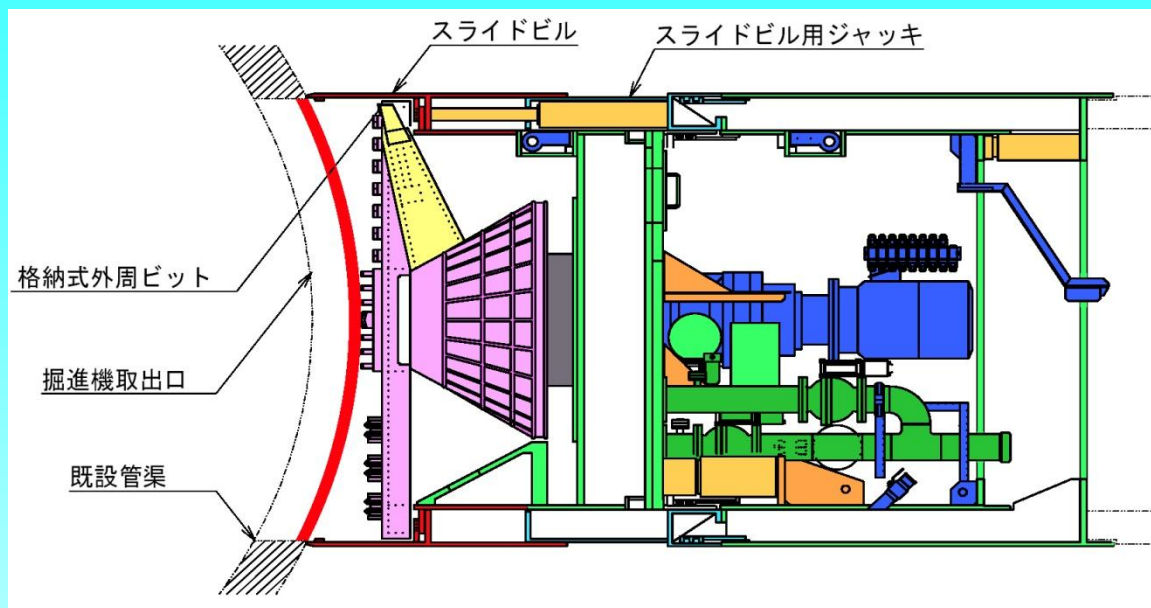 スライドビル
スライドビル用ジャッキ
格納式外周ビット
掘進機取出口
既設管渠